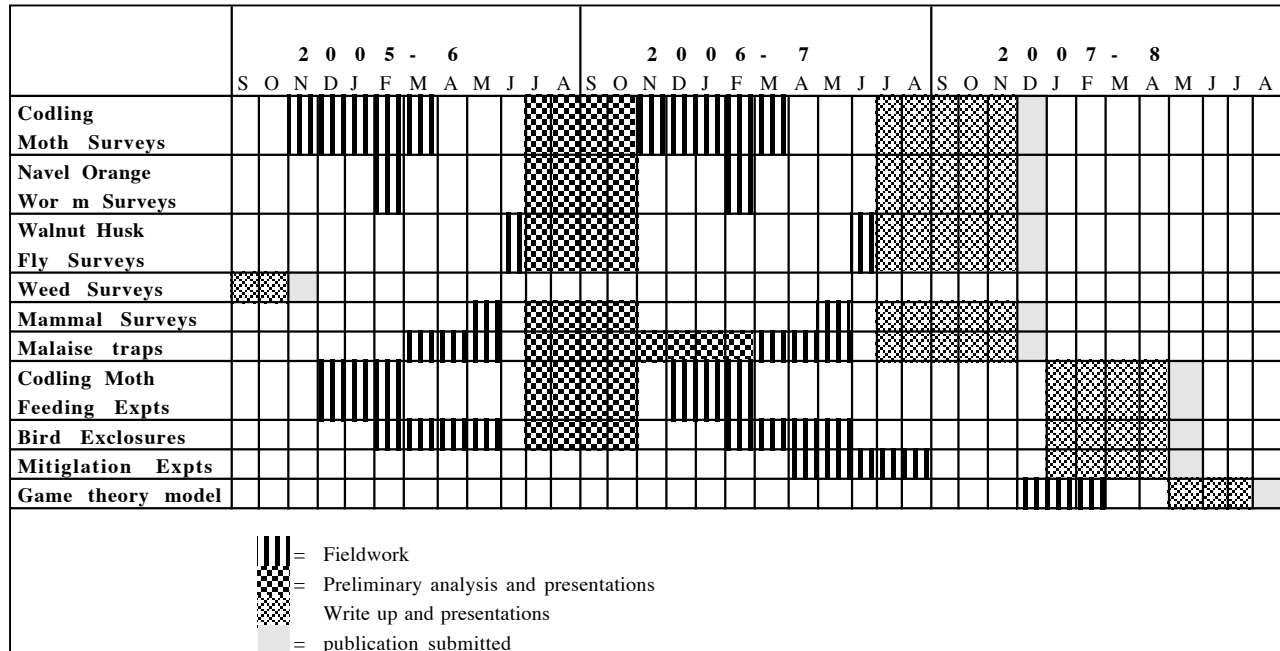 2 0 0 5 - 6 2 0 0 6 - 7 2 0 0 7 - 8
S O N D J F M A M J J A S O N D J F M A M J J A S O N D J F M A M J J A
Codling
Moth Surveys
Navel Orange
Wor m Surveys
Walnut Husk
Fly Surveys
Weed Surveys
Mammal Surveys
Malaise traps
Codling Moth
Feeding Expts
Bird Exclosures
Mitiglation Expts
Game theory model
= Fieldwork
= Preliminary analysis and presentations
Write up and presentations
= publication submitted